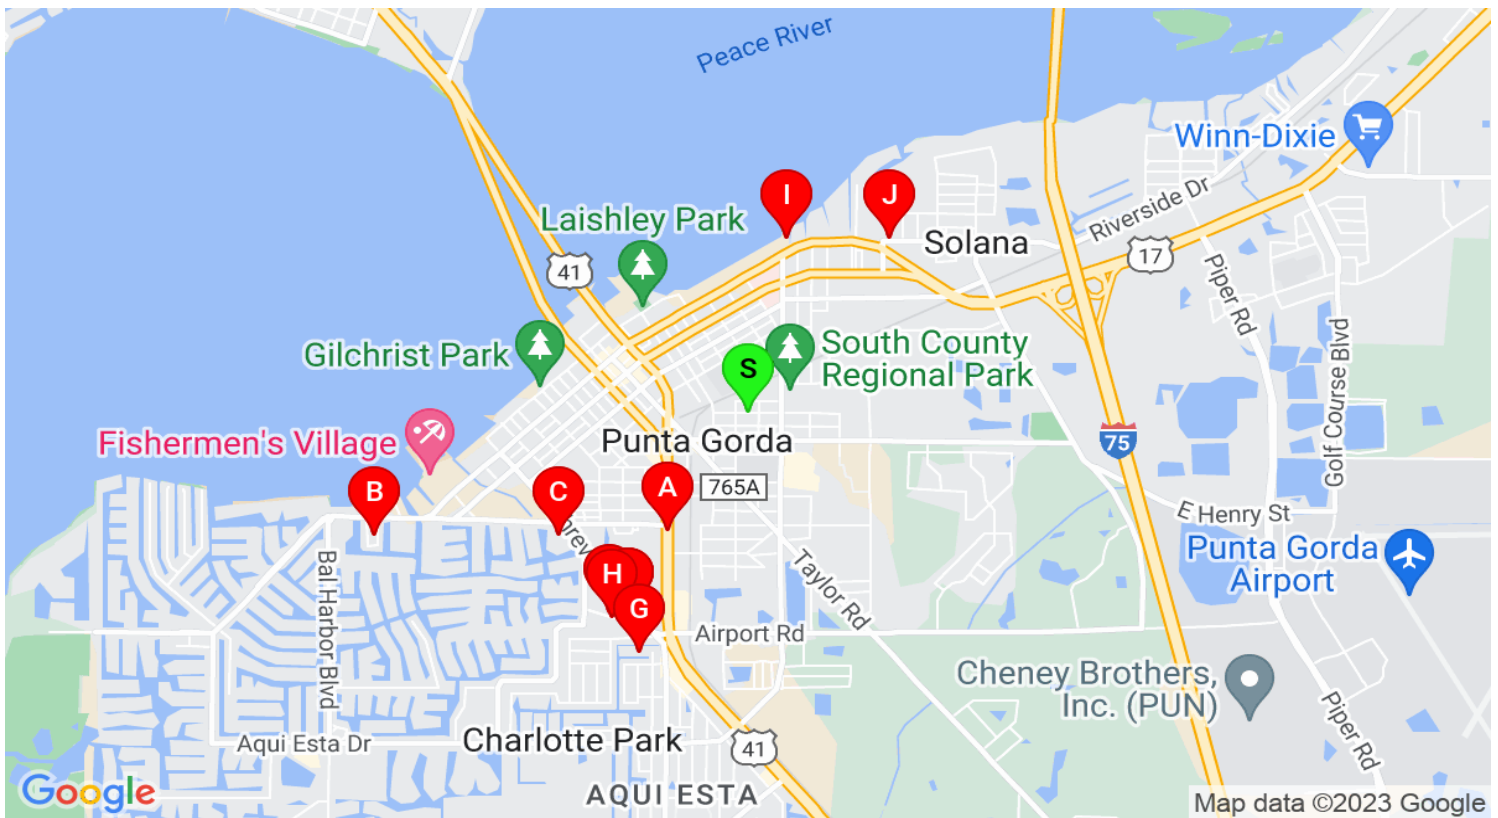 Peace River
Winn-Dixie
I
J
Laishley Park
Riverside Dr
Solana
41
17
Piper Rd
Gilchrist Park
South County
Regional Park
S
Golf Course Blvd
Fishermen's Village
Punta Gorda
75
B
C
A
765A
E Henry St
Punta Gorda
Airport
Bal Harbor Blvd
H
G
Taylor Rd
Airport Rd
Cheney Brothers,
Inc. (PUN)
Piper Rd
Aqui Esta Dr
Charlotte Park
41
AQUI ESTA
Google
Map data ©2023 Google